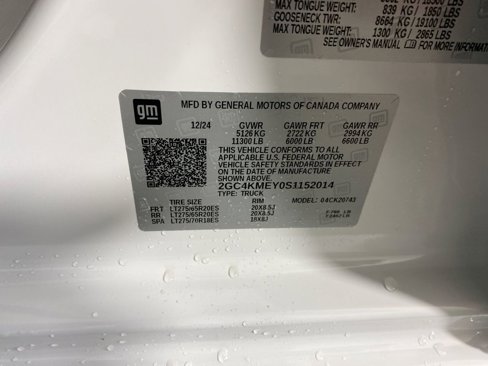 MAX TONGUE WEIGHT:
839 KG / 1850 LBS
GOOSENECK TWR:
8664 KG / 19100 LBS
MAX TONGUE WEIGHT:
1300 KG / 2865 LBS
SEE OWNER'S MANUAL FOR MORE INFORMATI
gm
MFD BY GENERAL MOTORS OF CANADA COMPANY
12/24 GVWR GAWR FRT GAWR RR
5126 KG 2722 KG 2994 KG
11300 LB 6000 LB 6600 LB
THIS VEHICLE CONFORMS TO ALL
APPLICABLE U.S. FEDERAL MOTOR
VEHICLE SAFETY STANDARDS IN EFFECT
ON THE DATE OF MANUFACTURE
SHOWN ABOVE.
2GC4KMEY0S1152014
TYPE: TRUCK
TIRE SIZE RIM MODEL: 04CK20743
FRT LT275/65R20ES 20X8.5J
RR LT275/65R20ES 20X8.5J
SPA LT275/70R18ES 18X8J